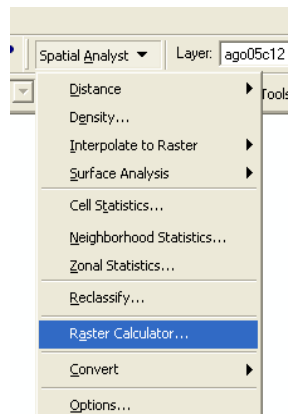 Spatial Analyst Layer: ago05c12
Distance
Density...
Interpolate to Raster
Surface Analysis
Cell Statistics...
Neighborhood Statistics...
Zonal Statistics...
Reclassify...
Raster Calculator...
Convert
Options...
Tools